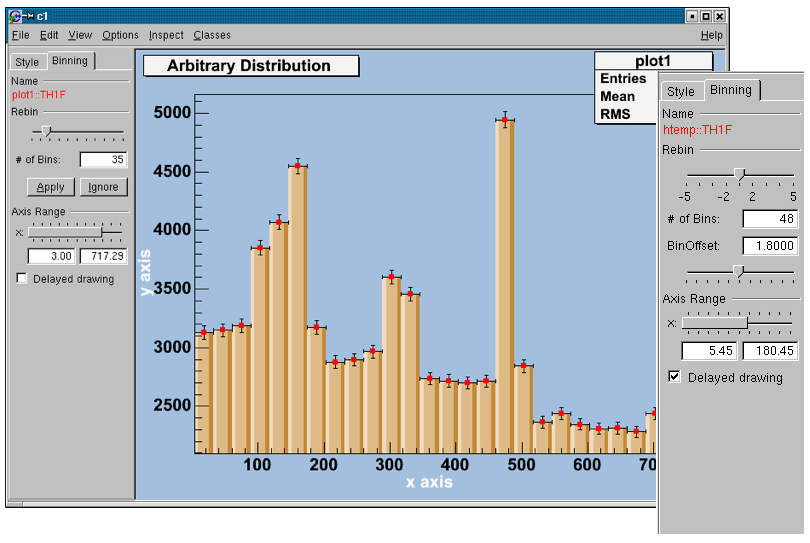 c1
File Edit View Options Inspect Classes Help
Style Binning
Name
plot1::TH1F
Rebin
# of Bins: 35
Apply Ignore
Axis Range
x:
3.00 717.29
Delayed drawing
Arbitrary Distribution
plot1
Entries
Mean
RMS
5000
4500
4000
3500
3000
2500
y axis
100 200 300 400 500 600 70
x axis
Style Binning
Name
htemp::TH1F
Rebin
-5 -2 2 5
# of Bins: 48
BinOffset: 1.8000
Axis Range
x:
5.45 180.45
Delayed drawing